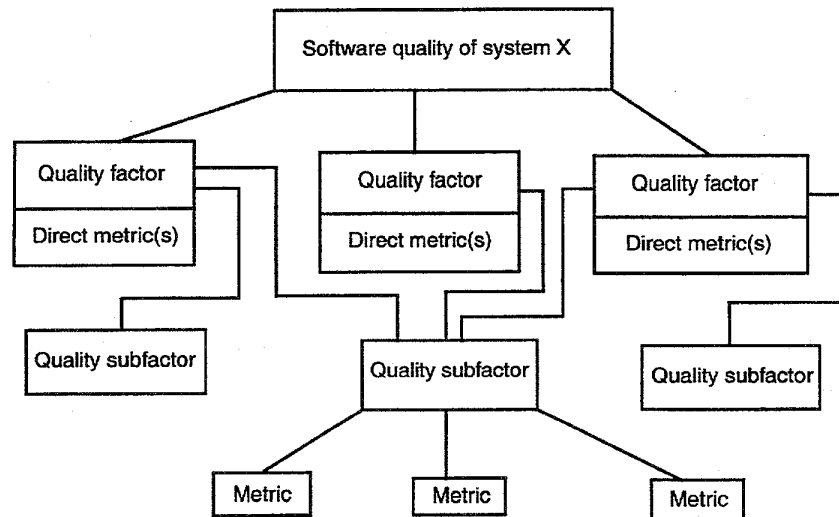 Software quality of system X
Quality factor
Direct metric(s)
Quality factor
Direct metric(s)
Quality factor
Direct metric(s)
Quality subfactor
Quality subfactor
Quality subfactor
Metric
Metric
Metric